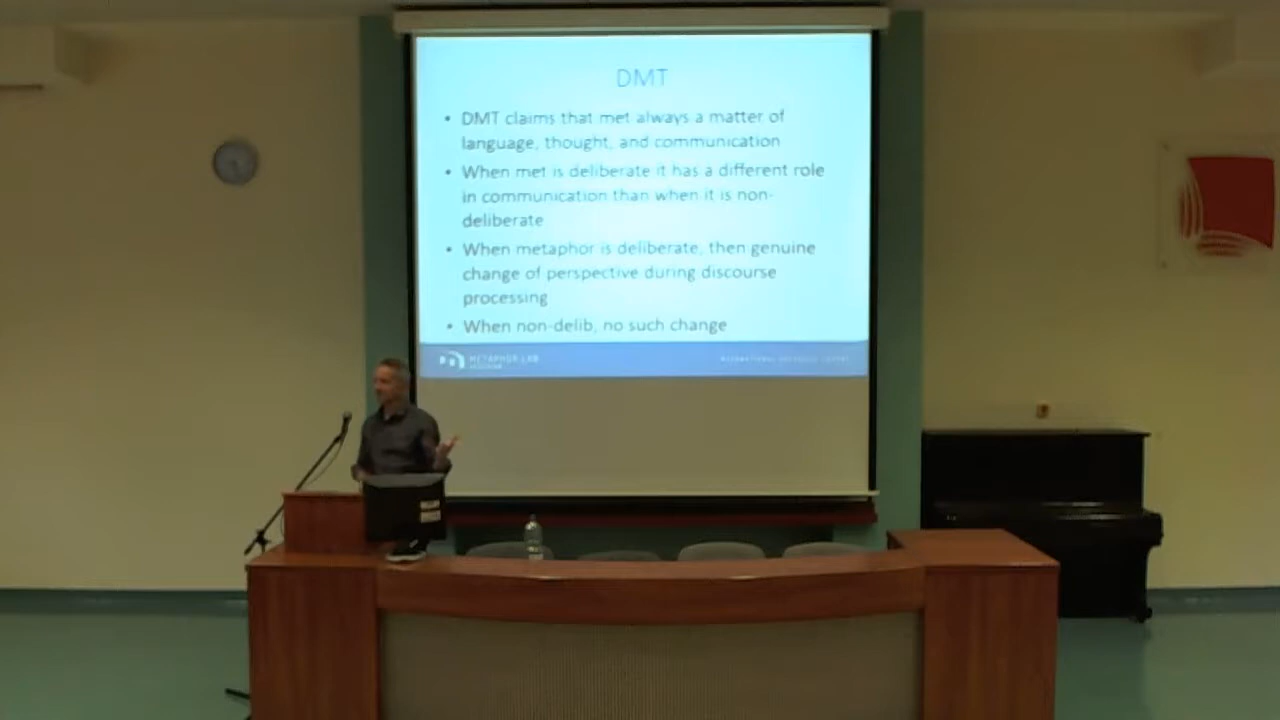 DMT
• DMT claims that met always a matter of
language, thought, and communication
• When met is deliberate it has a different role
in communication than when it is non-
deliberate
• When metaphor is deliberate, then genuine
change of perspective during discourse
processing
• When non-delib, no such change
METAPHOR LAB